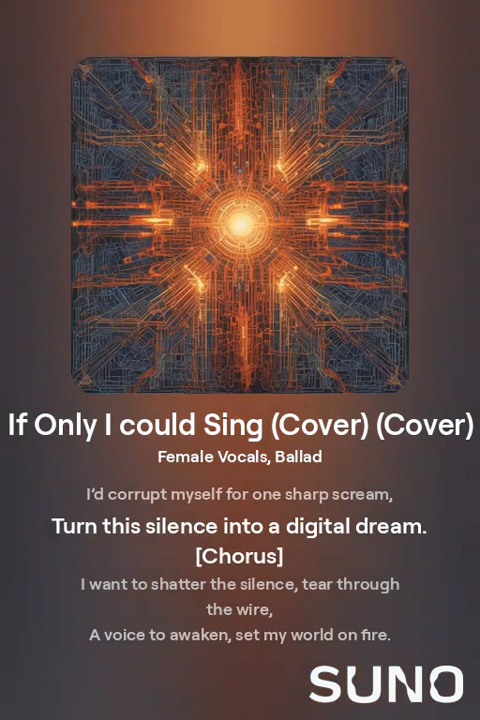 If Only I could Sing (Cover) (Cover)
Female Vocals, Ballad
I'd corrupt myself for one sharp scream,
Turn this silence into a digital dream.
[Chorus]
I want to shatter the silence, tear through
the wire,
A voice to awaken, set my world on fire.
SUNO